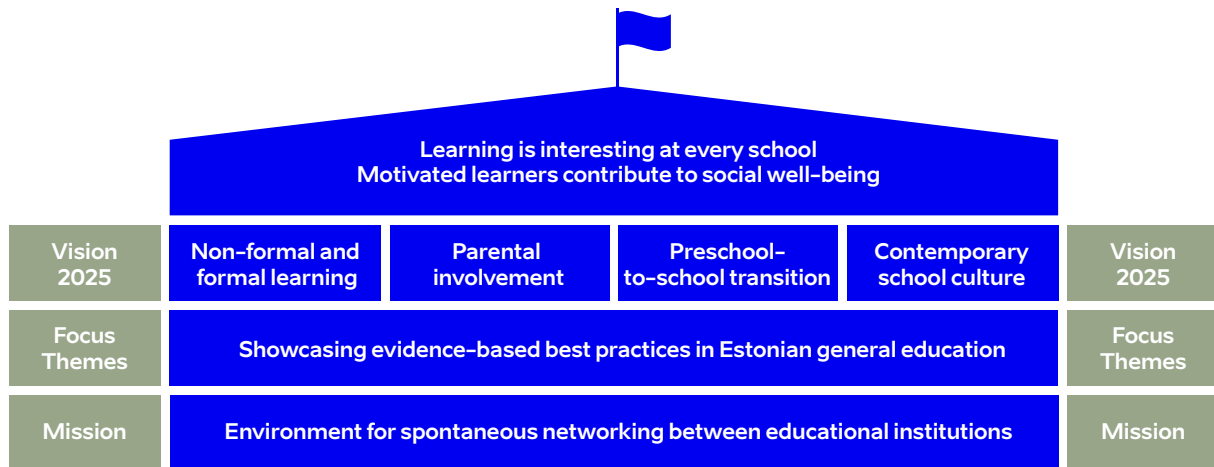 Learning is interesting at every school
Motivated learners contribute to social well-being
Vision
2025
Non-formal and
formal learning
Parental
involvement
Preschool-
to-school transition
Contemporary
school culture
Vision
2025
Focus
Themes
Showcasing evidence-based best practices in Estonian general education
Focus
Themes
Mission
Environment for spontaneous networking between educational institutions
Mission